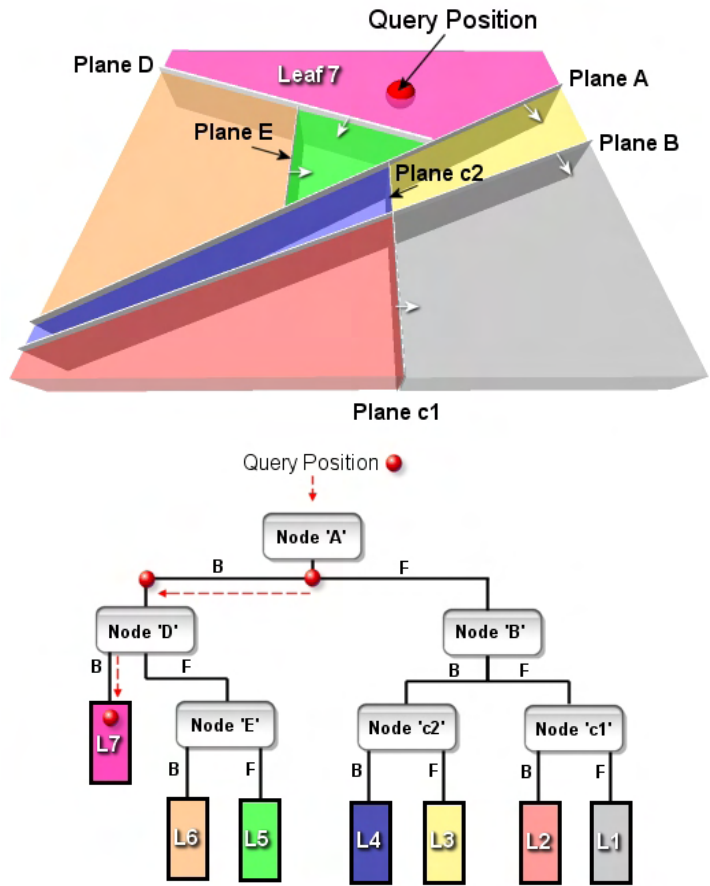 Query Position
Plane D
Leaf 7
Plane A
Plane E
Plane B
Plane c2
Plane c1
Query Position
Node 'A'
B
F
Node 'D'
Node 'B'
B
F
B
F
Node 'E'
Node 'c2'
Node 'c1'
L7
B
F
B
F
B
F
L6
L5
L4
L3
L2
L1